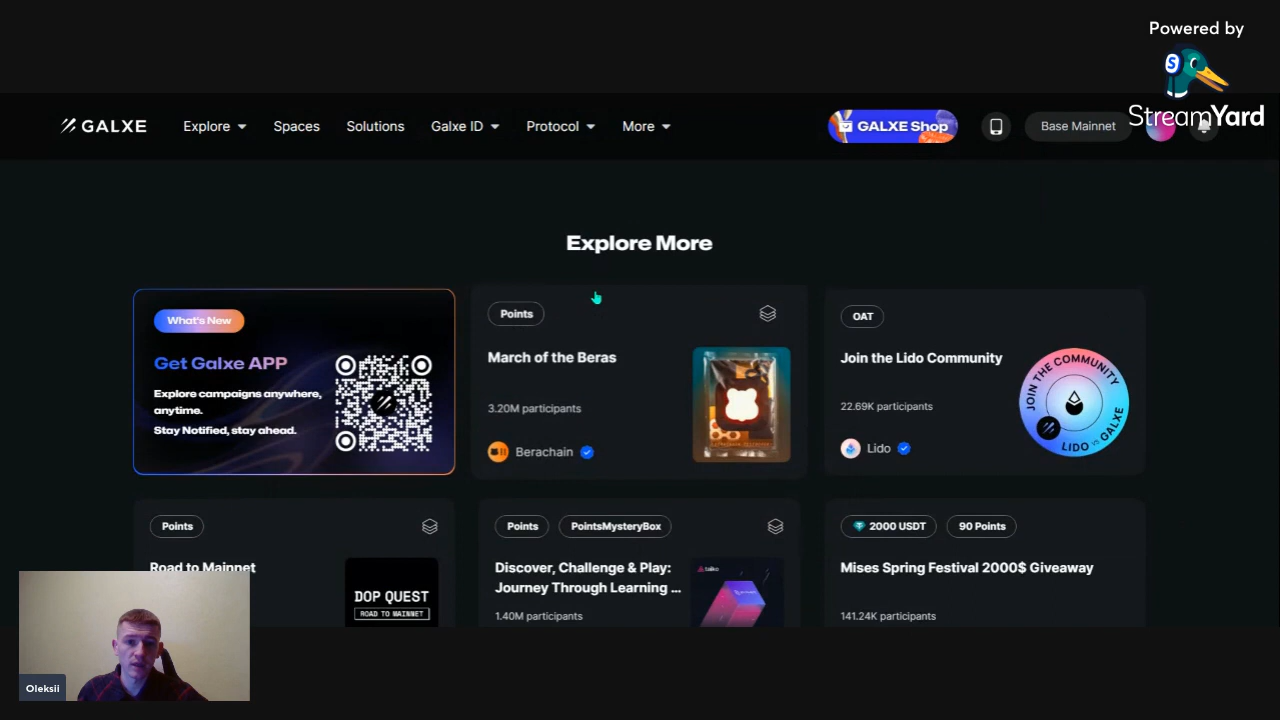 Powered by
StreamYard
GALXE
Explore
Spaces
Solutions
Galxe ID
Protocol
More
GALXE Shop
Base Mainnet
Explore More
What's New
Get Galxe APP
Explore campaigns anywhere,
anytime.
Stay Notified, stay ahead.
Points
March of the Beras
3.20M participants
Berachain
OAT
Join the Lido Community
22.69K participants
Lido
JOIN THE COMMUNITY
LIDO VS GALXE
Points
Road to Mainnet
DOP QUEST
ROAD TO MAINNET
Points
PointsMysteryBox
Discover, Challenge & Play:
Journey Through Learning ...
1.40M participants
taiko
2000 USDT
90 Points
Mises Spring Festival 2000$ Giveaway
141.24K participants
Oleksii